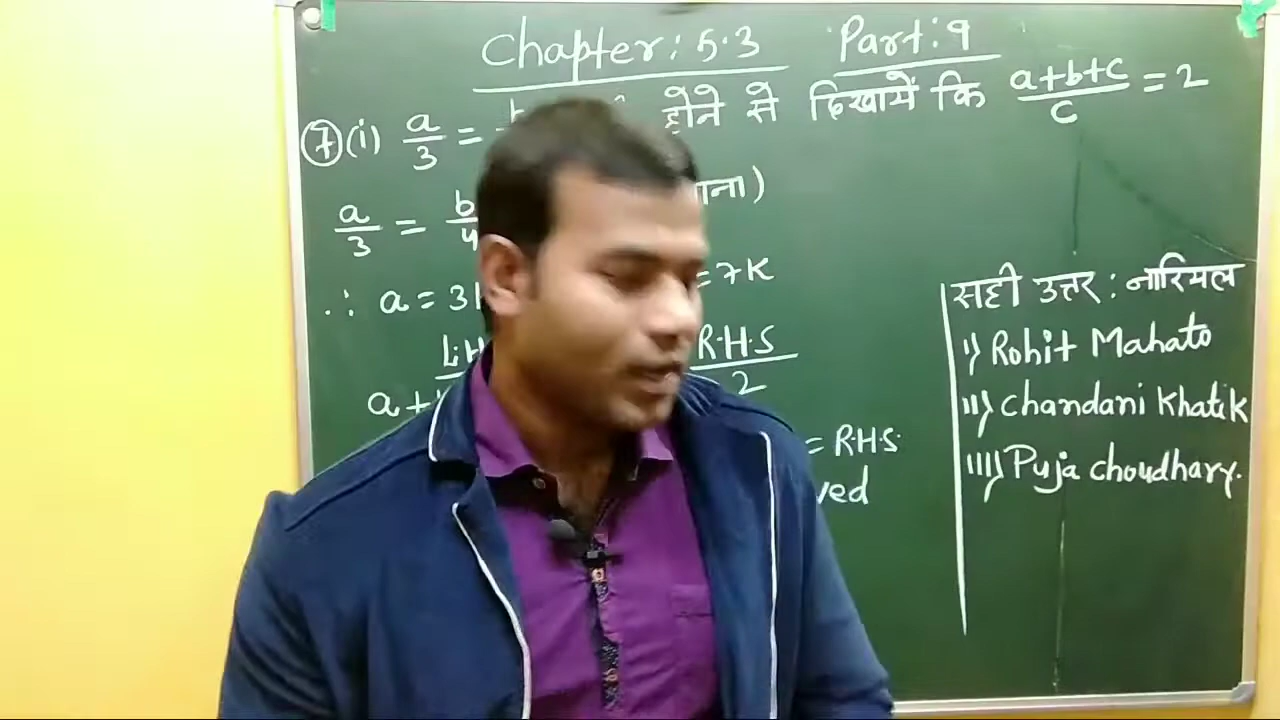 Chapter: 5.3 Part: 9
⑦(i) a/3 = होने से दिखायें कि a+b+c/c = 2
a/3 = b/4
∴ a = 3 = 7K
L.H R.H.S
a+ 2
= R.H.S.
सही उत्तर : नारियल
i) Rohit Mahato
ii) Chandani Khatik
iii) Puja Choudhary.